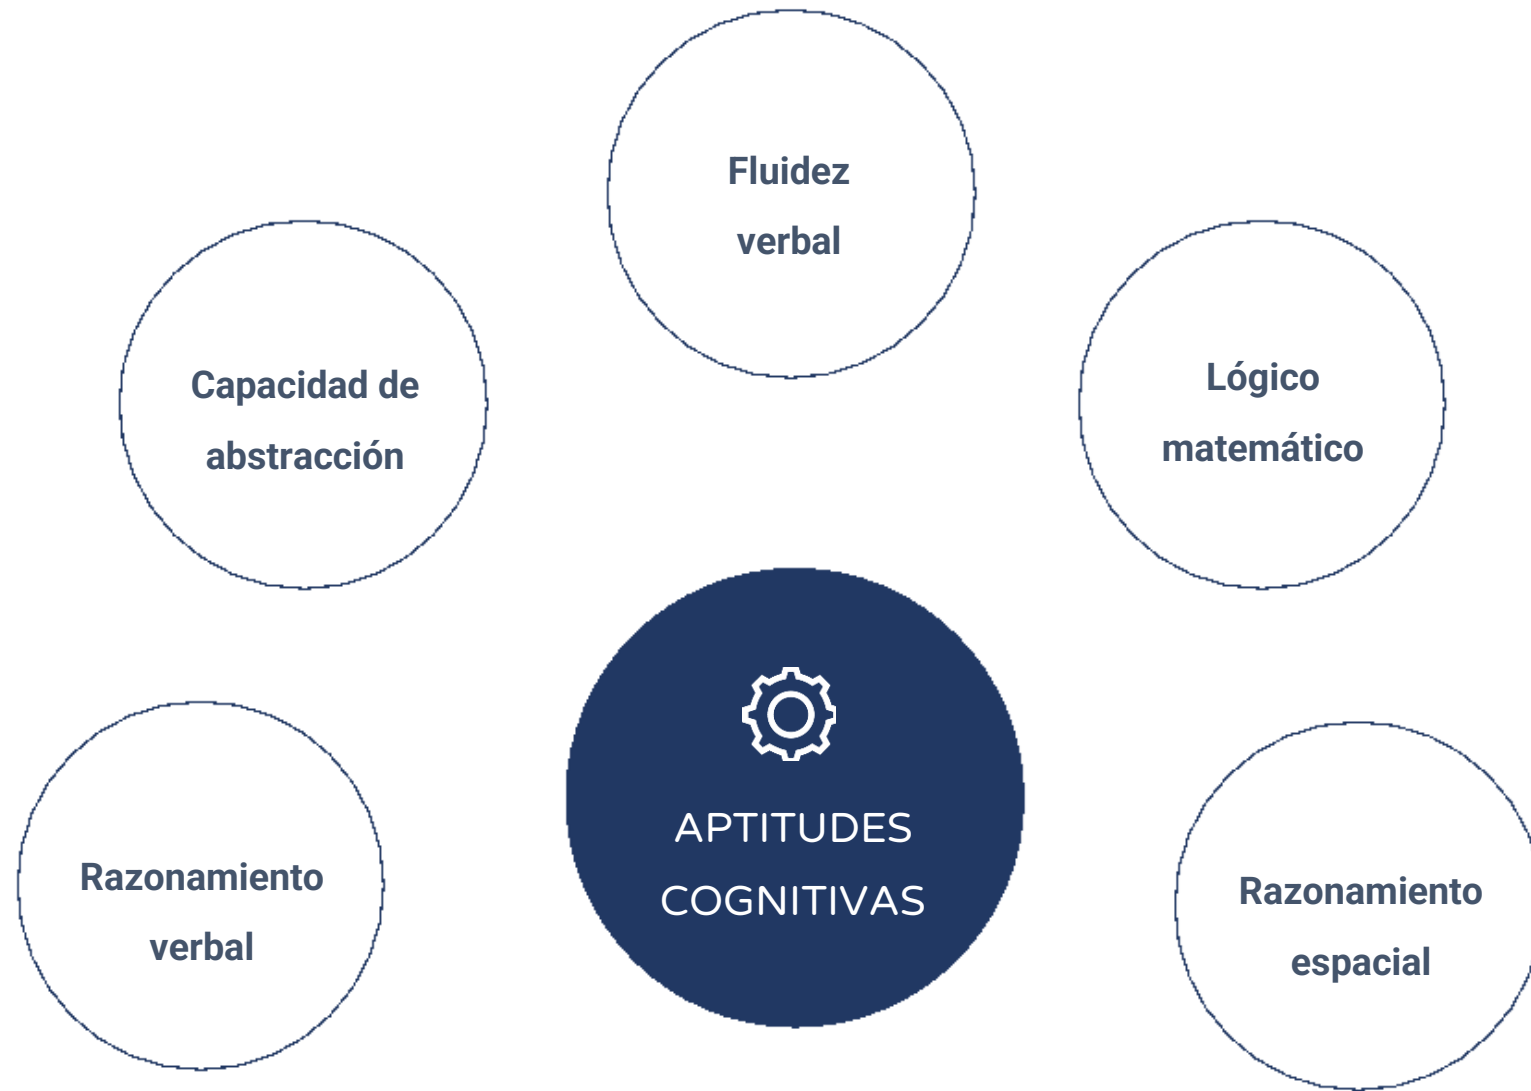 Fluidez
verbal
Capacidad de
abstracción
Lógico
matemático
APTITUDES
COGNITIVAS
Razonamiento
verbal
Razonamiento
espacial